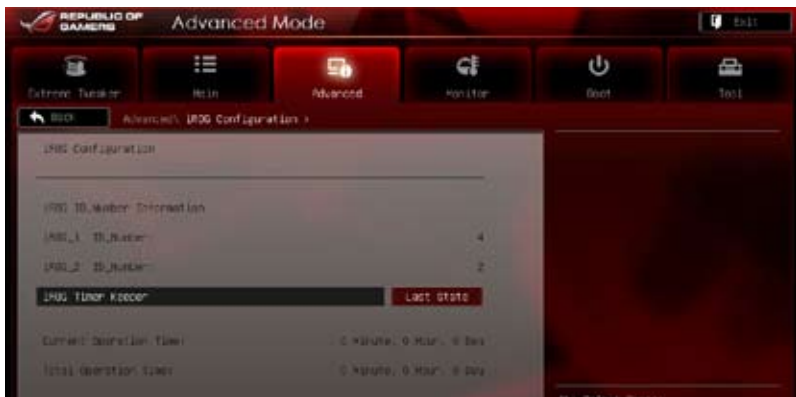 REPUBLIC OF GAMERS
Advanced Mode
Exit
Extreme Tweaker
Main
Advanced
Monitor
Boot
Tool
Back
Advanced\ iROG Configuration >
iROG Configuration
iROG ID_Number Information
iROG_1 ID_Number: 4
iROG_2 ID_Number: 2
iROG Timer Keeper Last State
Current Operation Time: 0 Minute, 0 Hour, 0 Day
Total Operation Time: 0 Minute, 0 Hour, 0 Day